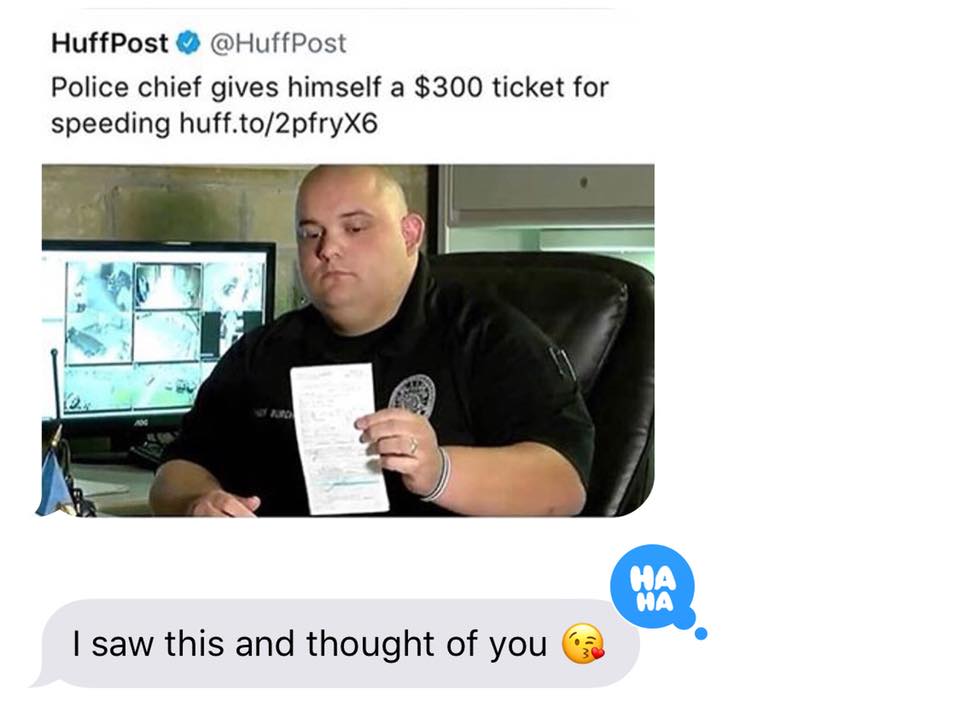 HuffPost @HuffPost
Police chief gives himself a $300 ticket for
speeding huff.to/2pfryX6
HA
HA
I saw this and thought of you 😘